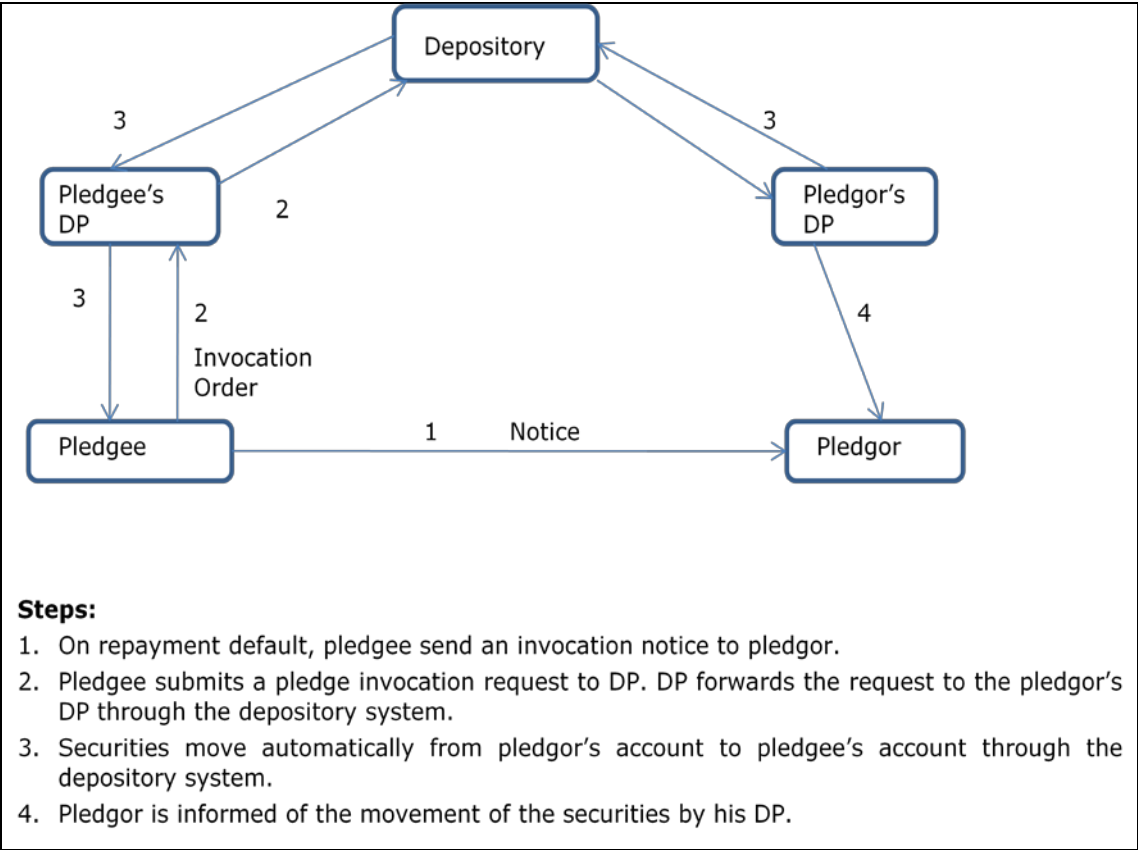 Depository
3
3
Pledgee's
DP
Pledgor's
DP
2
3
2
4
Invocation
Order
1 Notice
Pledgee
Pledgor
Steps:
1. On repayment default, pledgee send an invocation notice to pledgor.
2. Pledgee submits a pledge invocation request to DP. DP forwards the request to the pledgor's
DP through the depository system.
3. Securities move automatically from pledgor's account to pledgee's account through the
depository system.
4. Pledgor is informed of the movement of the securities by his DP.